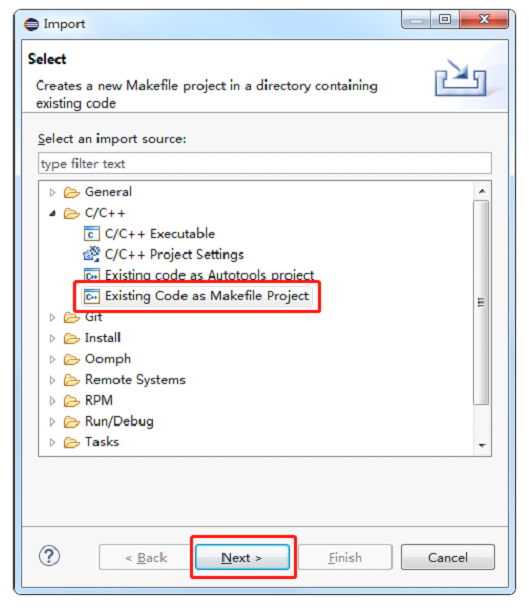 Import
Select
Creates a new Makefile project in a directory containing
existing code
Select an import source:
type filter text
General
C/C++
C/C++ Executable
C/C++ Project Settings
Existing code as Autotools project
Existing Code as Makefile Project
Git
Install
Oomph
Remote Systems
RPM
Run/Debug
Tasks
< Back Next > Finish Cancel